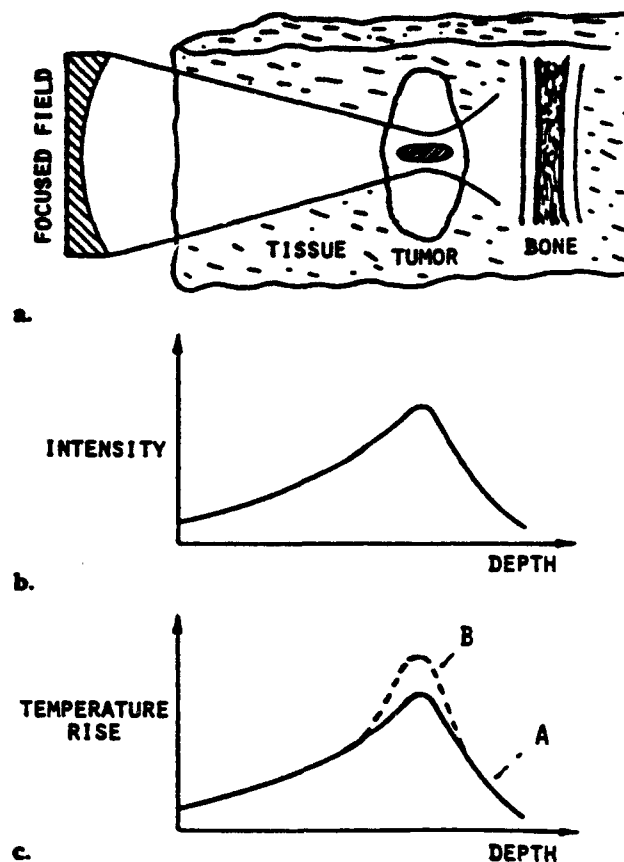 FOCUSED FIELD
TISSUE
TUMOR
BONE
a.
INTENSITY
DEPTH
b.
B
TEMPERATURE
RISE
A
DEPTH
c.